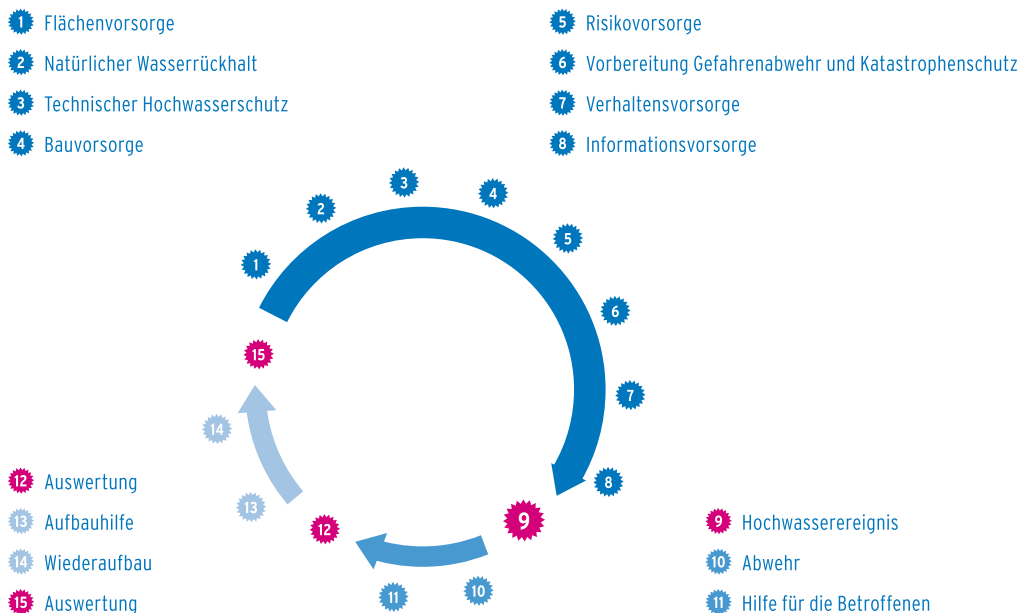 1 Flächenvorsorge
2 Natürlicher Wasserrückhalt
3 Technischer Hochwasserschutz
4 Bauvorsorge
5 Risikovorsorge
6 Vorbereitung Gefahrenabwehr und Katastrophenschutz
7 Verhaltensvorsorge
8 Informationsvorsorge
1
2
3
4
5
6
7
8
9
10
11
12
13
14
15
12 Auswertung
13 Aufbauhilfe
14 Wiederaufbau
15 Auswertung
9 Hochwasserereignis
10 Abwehr
11 Hilfe für die Betroffenen